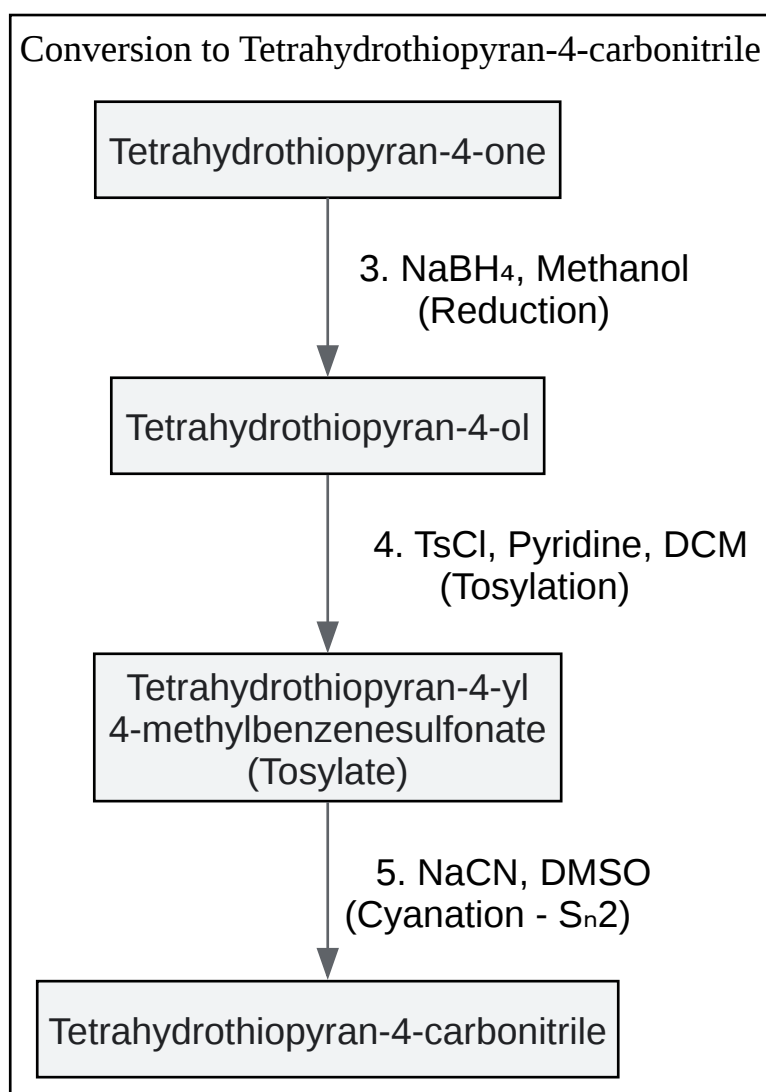 Conversion to Tetrahydrothiopyran-4-carbonitrile
Tetrahydrothiopyran-4-one
3. NaBH₄, Methanol
(Reduction)
Tetrahydrothiopyran-4-ol
4. TsCl, Pyridine, DCM
(Tosylation)
Tetrahydrothiopyran-4-yl
4-methylbenzenesulfonate
(Tosylate)
5. NaCN, DMSO
(Cyanation - Sₙ2)
Tetrahydrothiopyran-4-carbonitrile